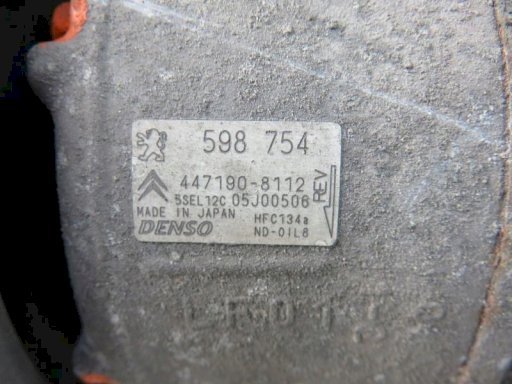 598 754
447190-8112
5SEL12C 05J00506
REV
MADE IN JAPAN HFC134a
DENSO ND-OIL8